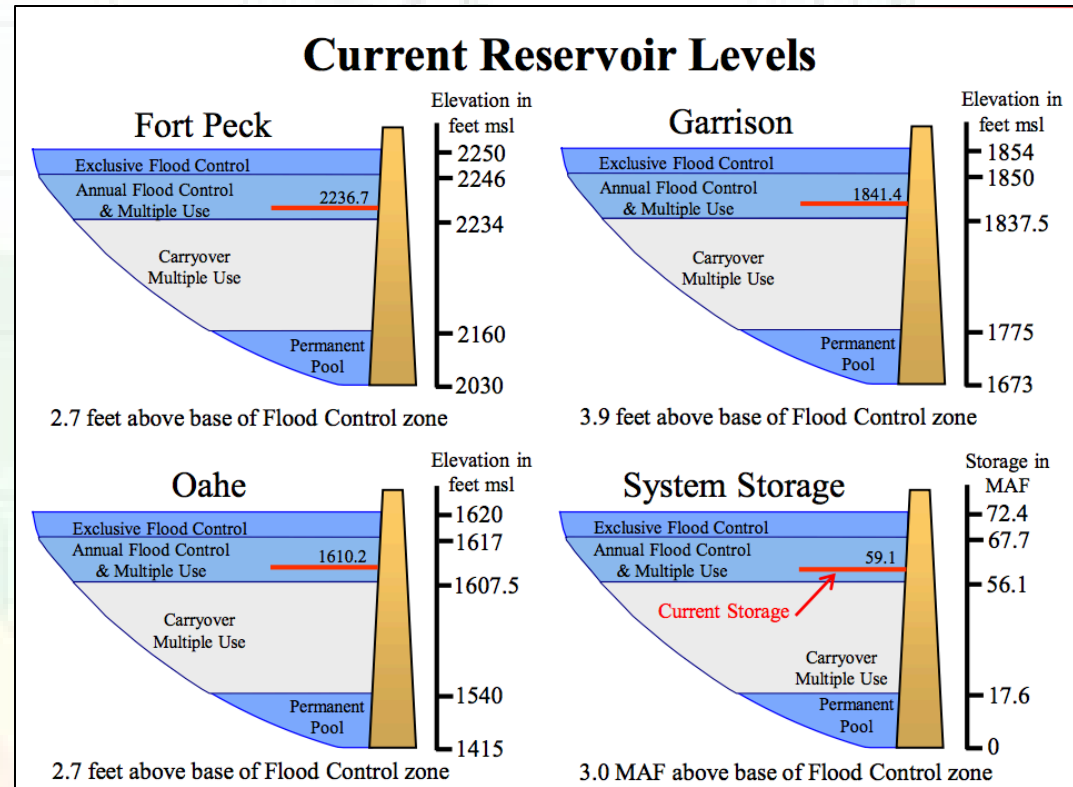 Current Reservoir Levels
Fort Peck
Elevation in
feet msl
Exclusive Flood Control
Annual Flood Control
& Multiple Use
2236.7
Carryover
Multiple Use
Permanent
Pool
2250
2246
2234
2160
2030
2.7 feet above base of Flood Control zone
Garrison
Elevation in
feet msl
Exclusive Flood Control
Annual Flood Control
& Multiple Use
1841.4
Carryover
Multiple Use
Permanent
Pool
1854
1850
1837.5
1775
1673
3.9 feet above base of Flood Control zone
Oahe
Elevation in
feet msl
Exclusive Flood Control
Annual Flood Control
& Multiple Use
1610.2
Carryover
Multiple Use
Permanent
Pool
1620
1617
1607.5
1540
1415
2.7 feet above base of Flood Control zone
System Storage
Storage in
MAF
Exclusive Flood Control
Annual Flood Control
& Multiple Use
59.1
Current Storage
Carryover
Multiple Use
Permanent
Pool
72.4
67.7
56.1
17.6
0
3.0 MAF above base of Flood Control zone